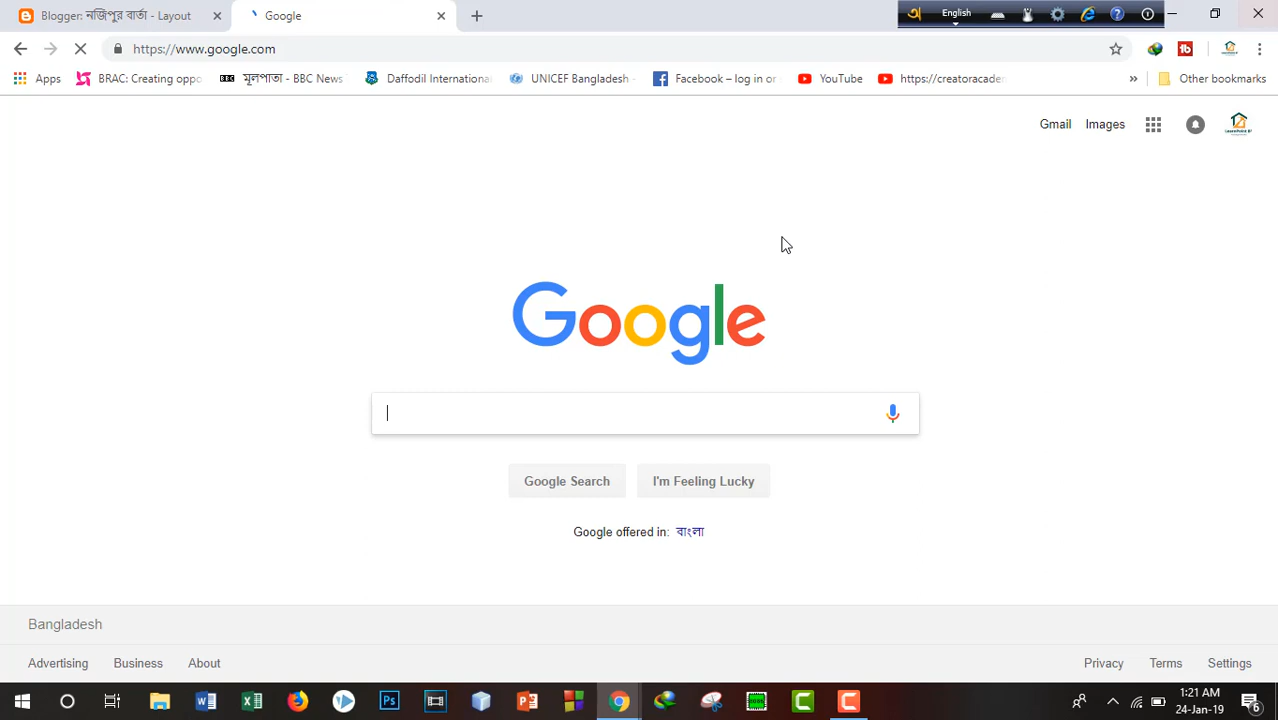 Blogger: নজিপুর বার্তা - Layout
Google
English
https://www.google.com
Apps
BRAC: Creating oppo
BBC
মূলপাতা - BBC News
Daffodil International
UNICEF Bangladesh -
Facebook – log in or
YouTube
https://creatoracade
» Other bookmarks
Gmail Images
Google
Google Search I'm Feeling Lucky
Google offered in: বাংলা
Bangladesh
Advertising Business About
Privacy Terms Settings
1:21 AM
24-Jan-19
6